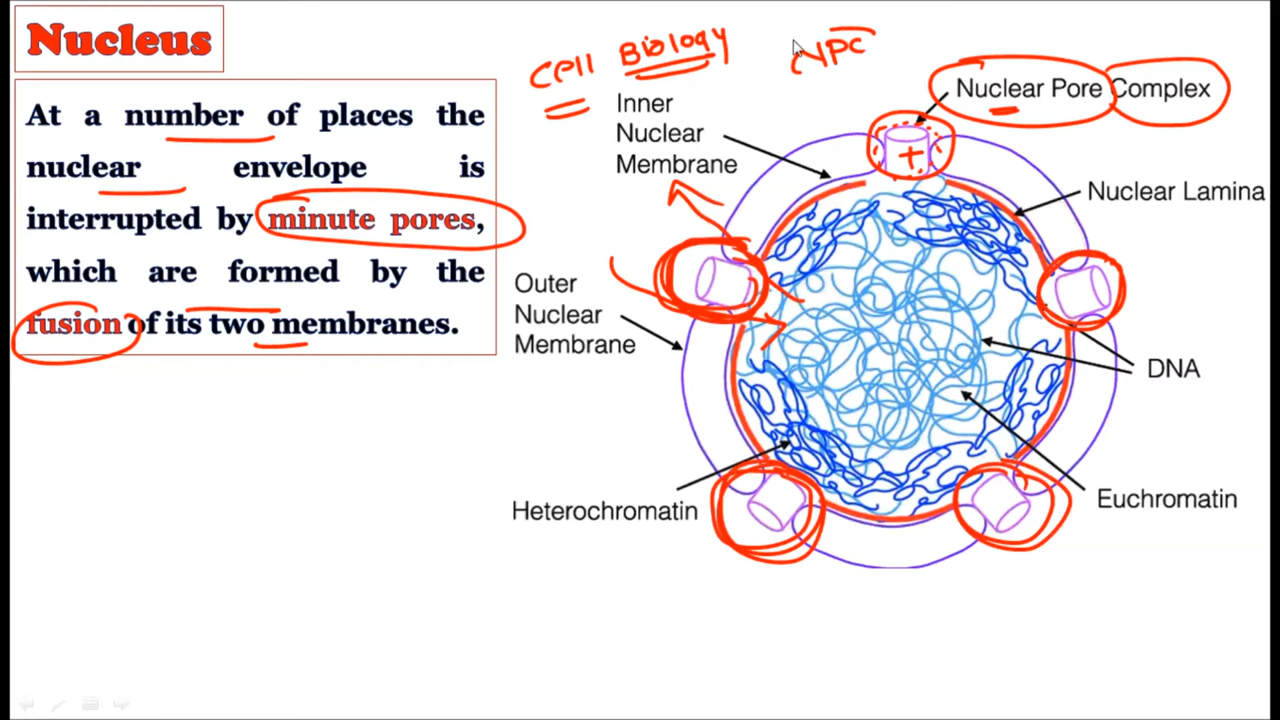 Nucleus
At a number of places the
nuclear envelope is
interrupted by minute pores,
which are formed by the
fusion of its two membranes.
Cell Biology
NPC
Nuclear Pore Complex
Inner
Nuclear
Membrane
Nuclear Lamina
Outer
Nuclear
Membrane
DNA
Heterochromatin
Euchromatin